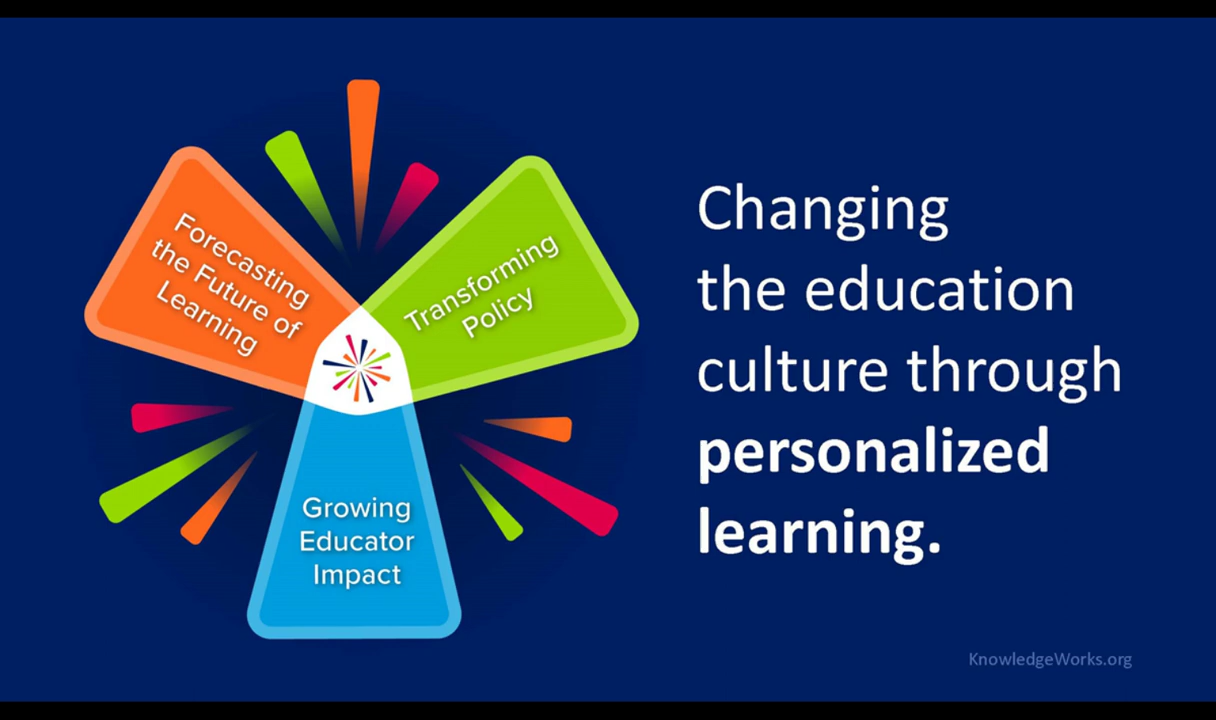 Forecasting
the Future of
Learning
Transforming
Policy
Growing
Educator
Impact
Changing
the education
culture through
personalized
learning.
KnowledgeWorks.org